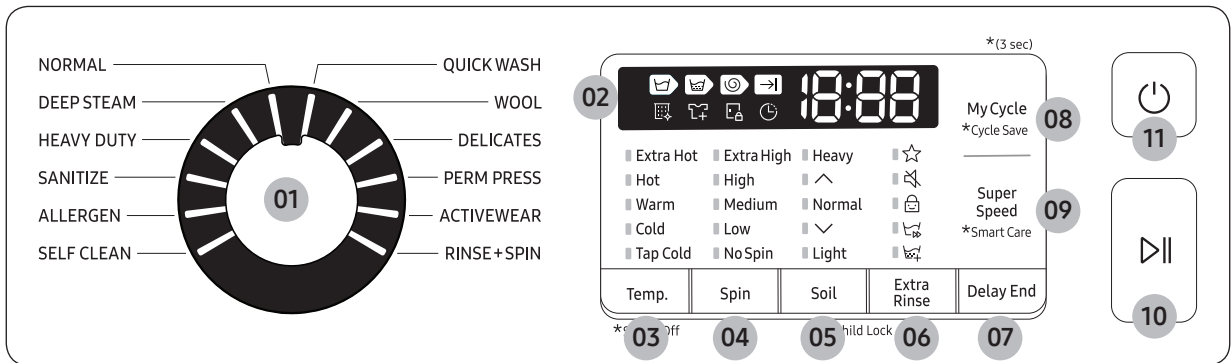 *(3 sec)
NORMAL
QUICK WASH
DEEP STEAM
WOOL
HEAVY DUTY
DELICATES
SANITIZE
PERM PRESS
ALLERGEN
ACTIVEWEAR
SELF CLEAN
RINSE+SPIN
01
02
18:88
Extra Hot Extra High Heavy
Hot High
Warm Medium Normal
Cold Low
Tap Cold No Spin Light
My Cycle
*Cycle Save
08
Super
Speed
*Smart Care
09
Temp. Spin Soil Extra
Rinse Delay End
* Off
Lock
03 04 05 06 07
11
10